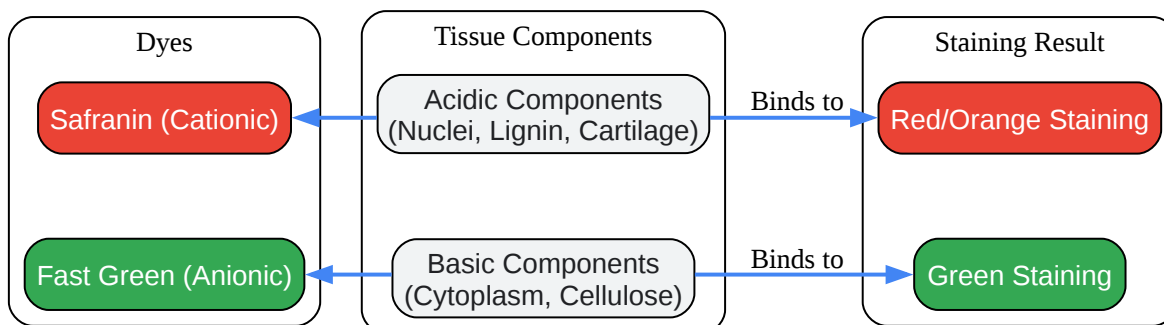 Dyes
Tissue Components
Staining Result
Safranin (Cationic)
Acidic Components
(Nuclei, Lignin, Cartilage)
Binds to
Red/Orange Staining
Fast Green (Anionic)
Basic Components
(Cytoplasm, Cellulose)
Binds to
Green Staining